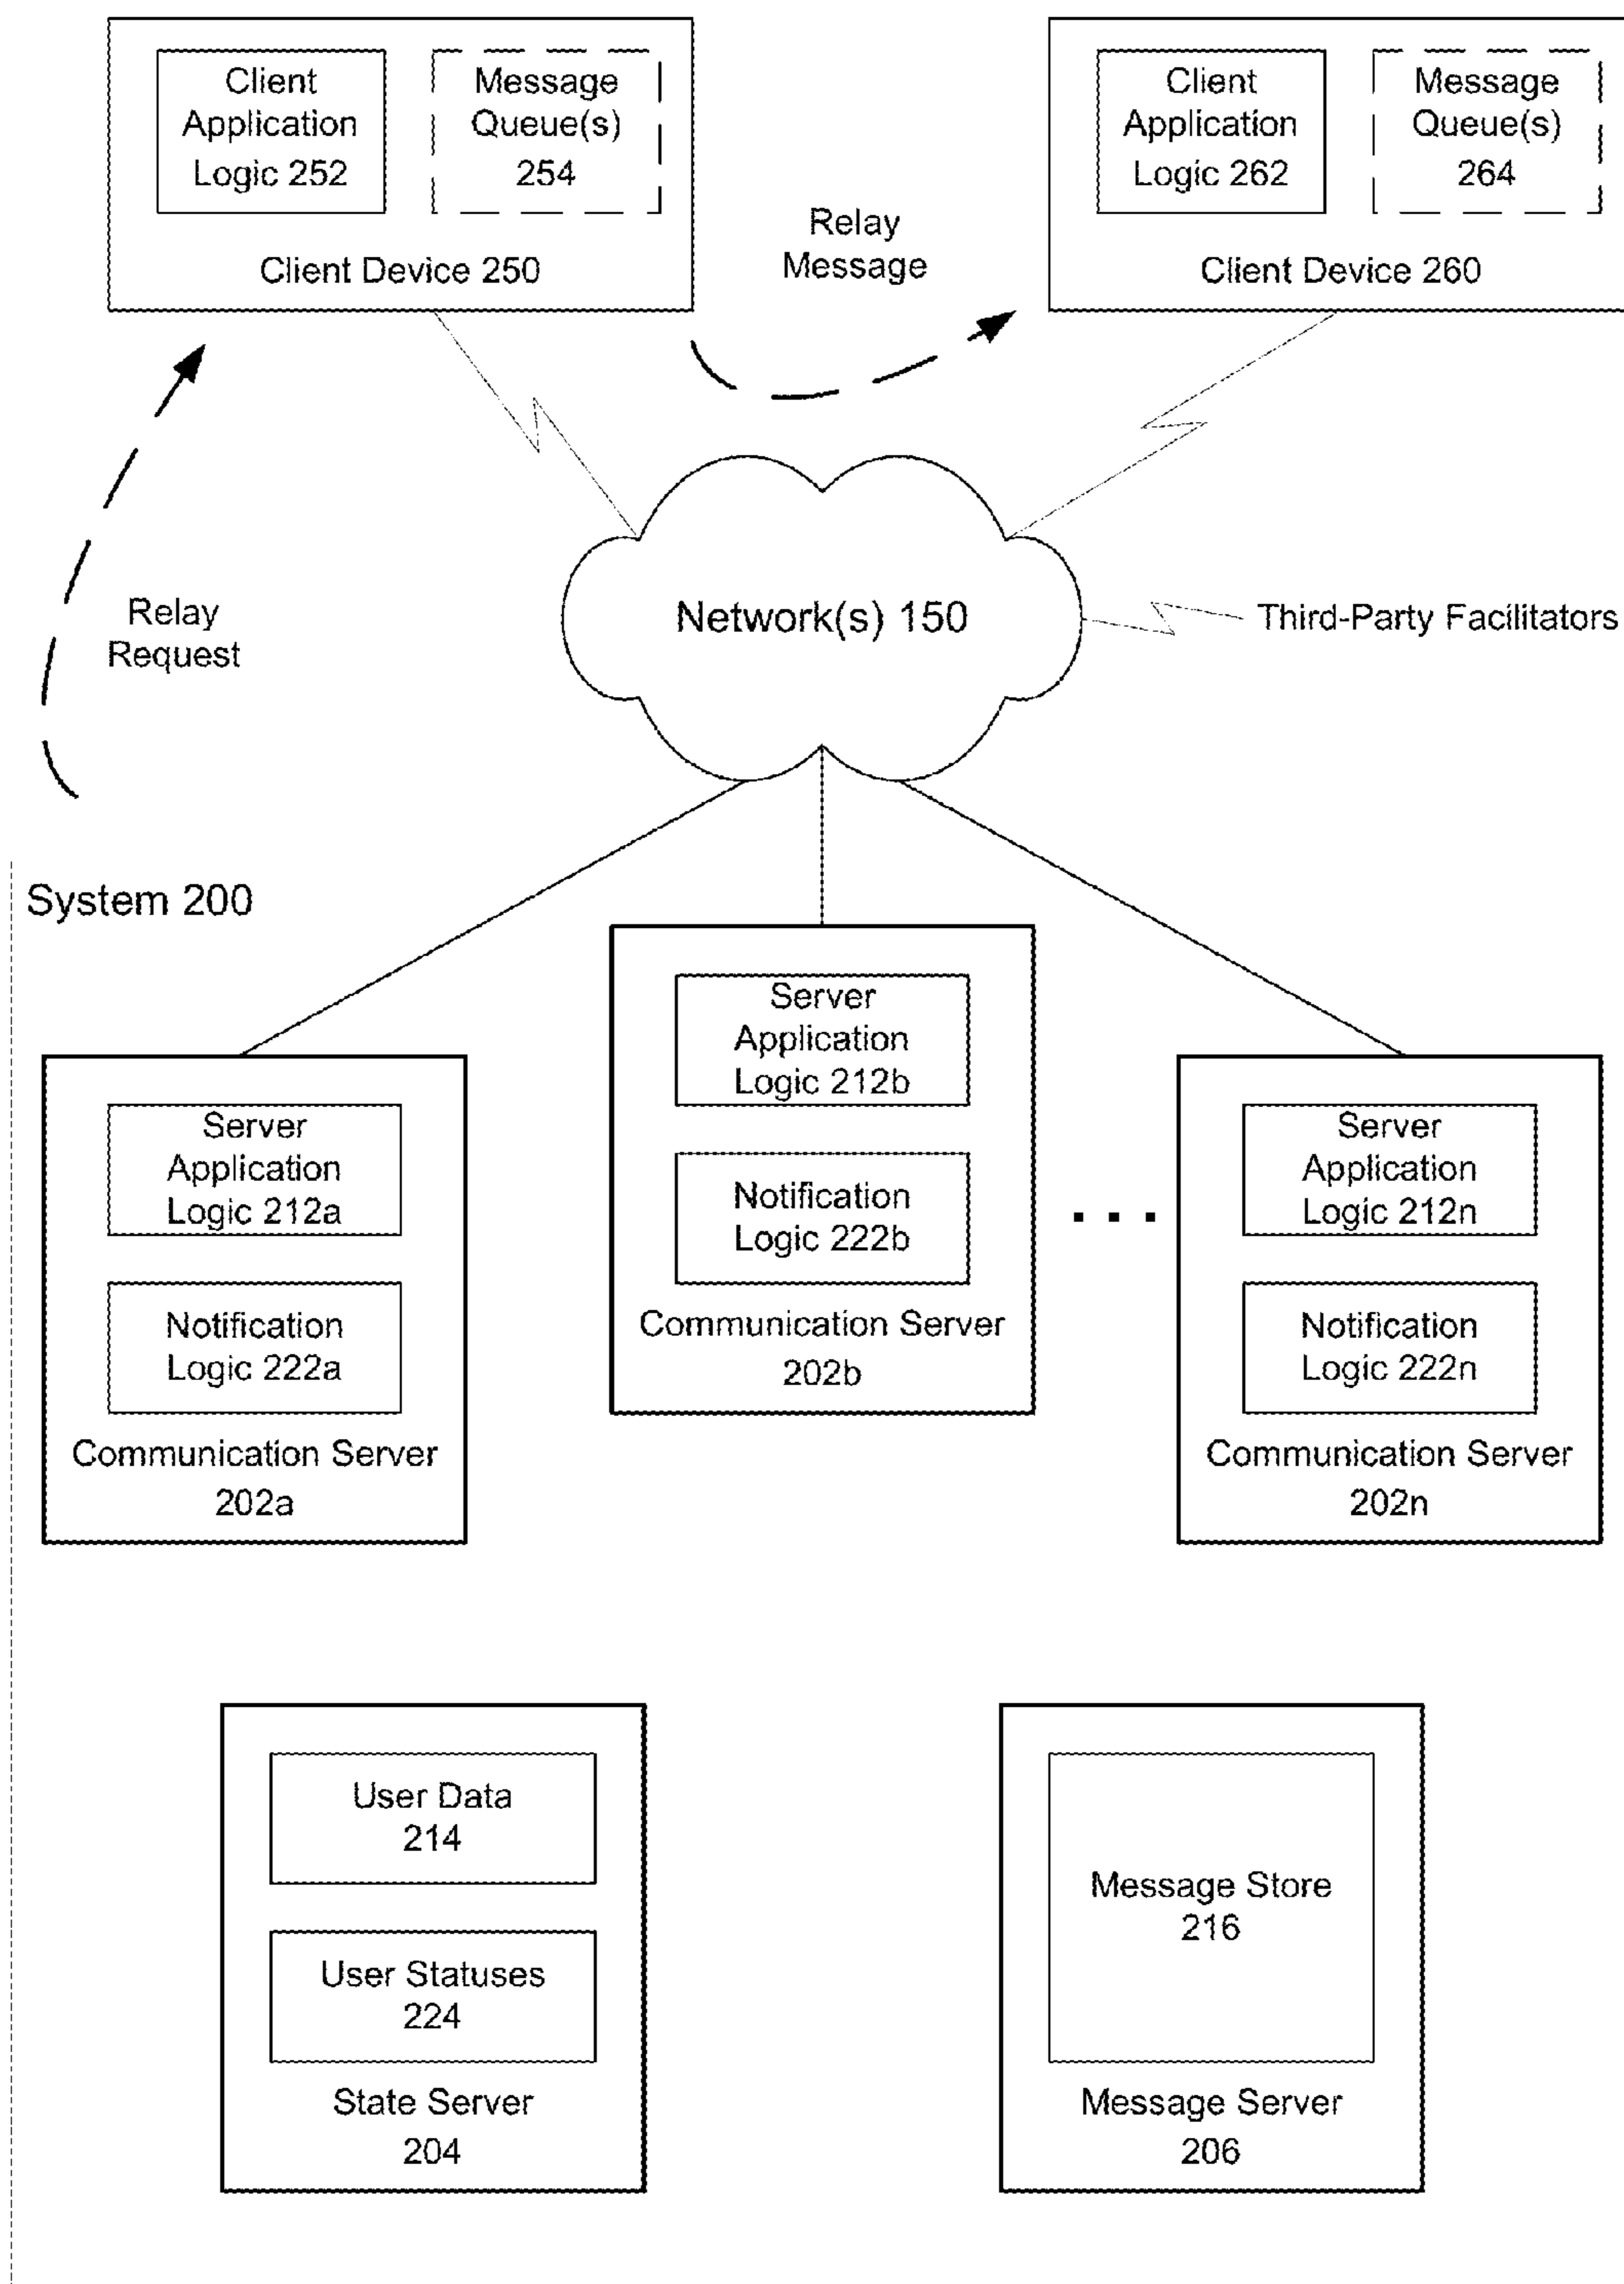 Client
Application
Logic 252
Message
Queue(s)
254
Client Device 250
Relay
Message
Client
Application
Logic 262
Message
Queue(s)
264
Client Device 260
Relay
Request
Network(s) 150
Third-Party Facilitators
System 200
Server
Application
Logic 212a
Notification
Logic 222a
Communication Server
202a
Server
Application
Logic 212b
Notification
Logic 222b
Communication Server
202b
. . .
Server
Application
Logic 212n
Notification
Logic 222n
Communication Server
202n
User Data
214
User Statuses
224
State Server
204
Message Store
216
Message Server
206